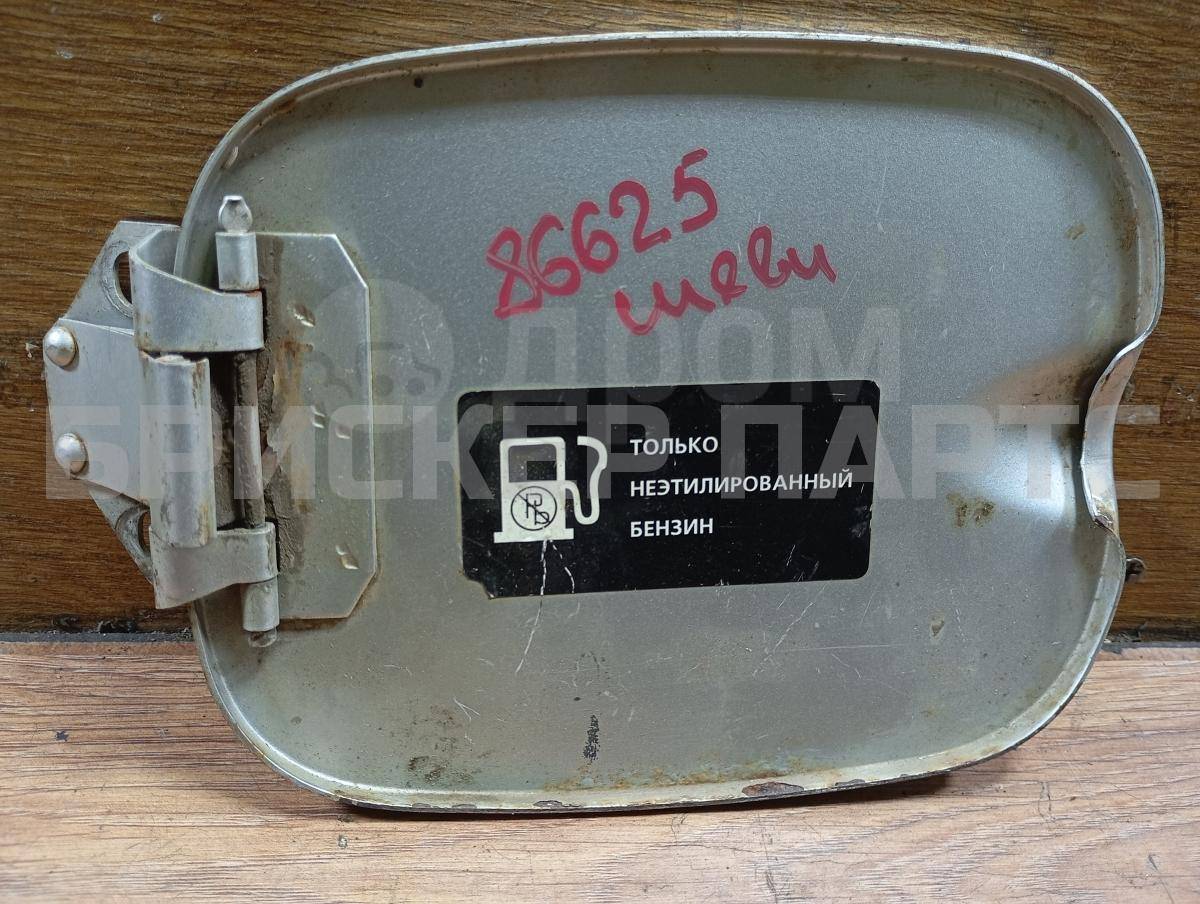 86625
шеви
ДРОМ
БРИСКЕР ПАРТС
ТОЛЬКО
НЕЭТИЛИРОВАННЫЙ
БЕНЗИН